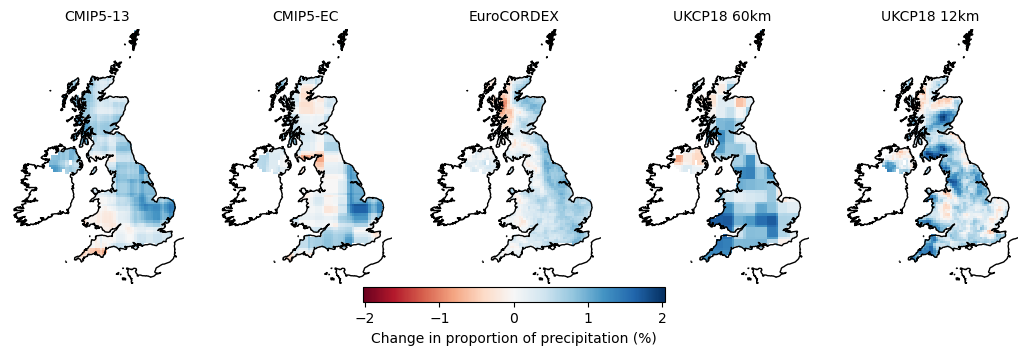 CMIP5-13
CMIP5-EC
EuroCORDEX
UKCP18 60km
UKCP18 12km
−2
−1
0
1
2
Change in proportion of precipitation (%)